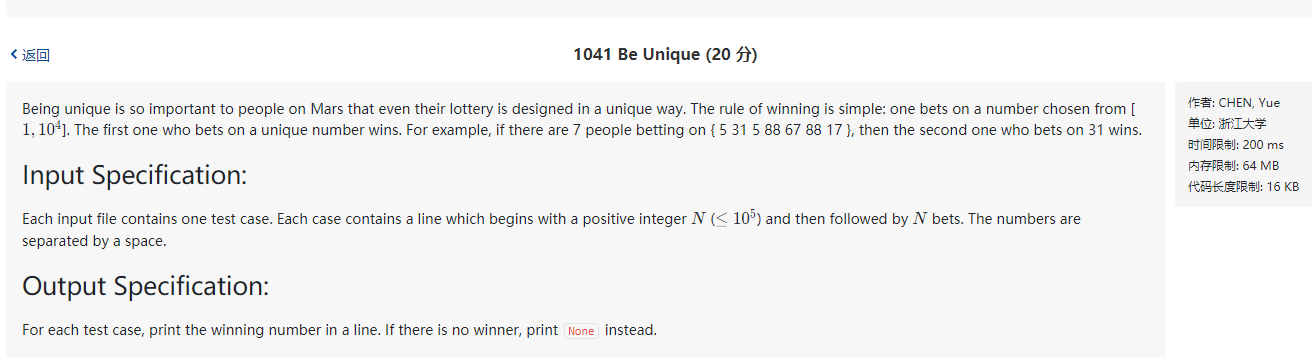 返回
1041 Be Unique (20 分)
Being unique is so important to people on Mars that even their lottery is designed in a unique way. The rule of winning is simple: one bets on a number chosen from [
1, 10⁴]. The first one who bets on a unique number wins. For example, if there are 7 people betting on { 5 31 5 88 67 88 17 }, then the second one who bets on 31 wins.
Input Specification:
Each input file contains one test case. Each case contains a line which begins with a positive integer N (≤ 10⁵) and then followed by N bets. The numbers are
separated by a space.
Output Specification:
For each test case, print the winning number in a line. If there is no winner, print None instead.
作者: CHEN, Yue
单位: 浙江大学
时间限制: 200 ms
内存限制: 64 MB
代码长度限制: 16 KB